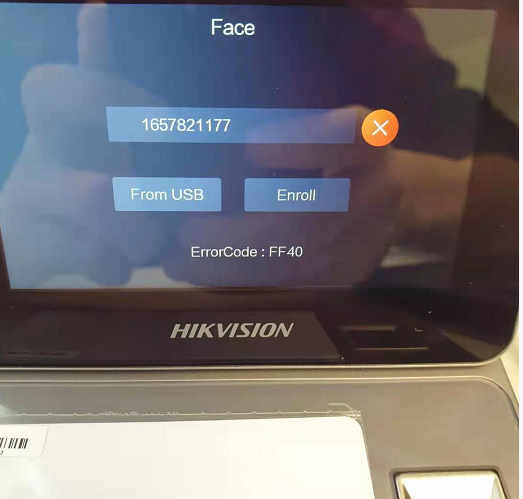 Face
1657821177
From USB
Enroll
ErrorCode : FF40
HIKVISION